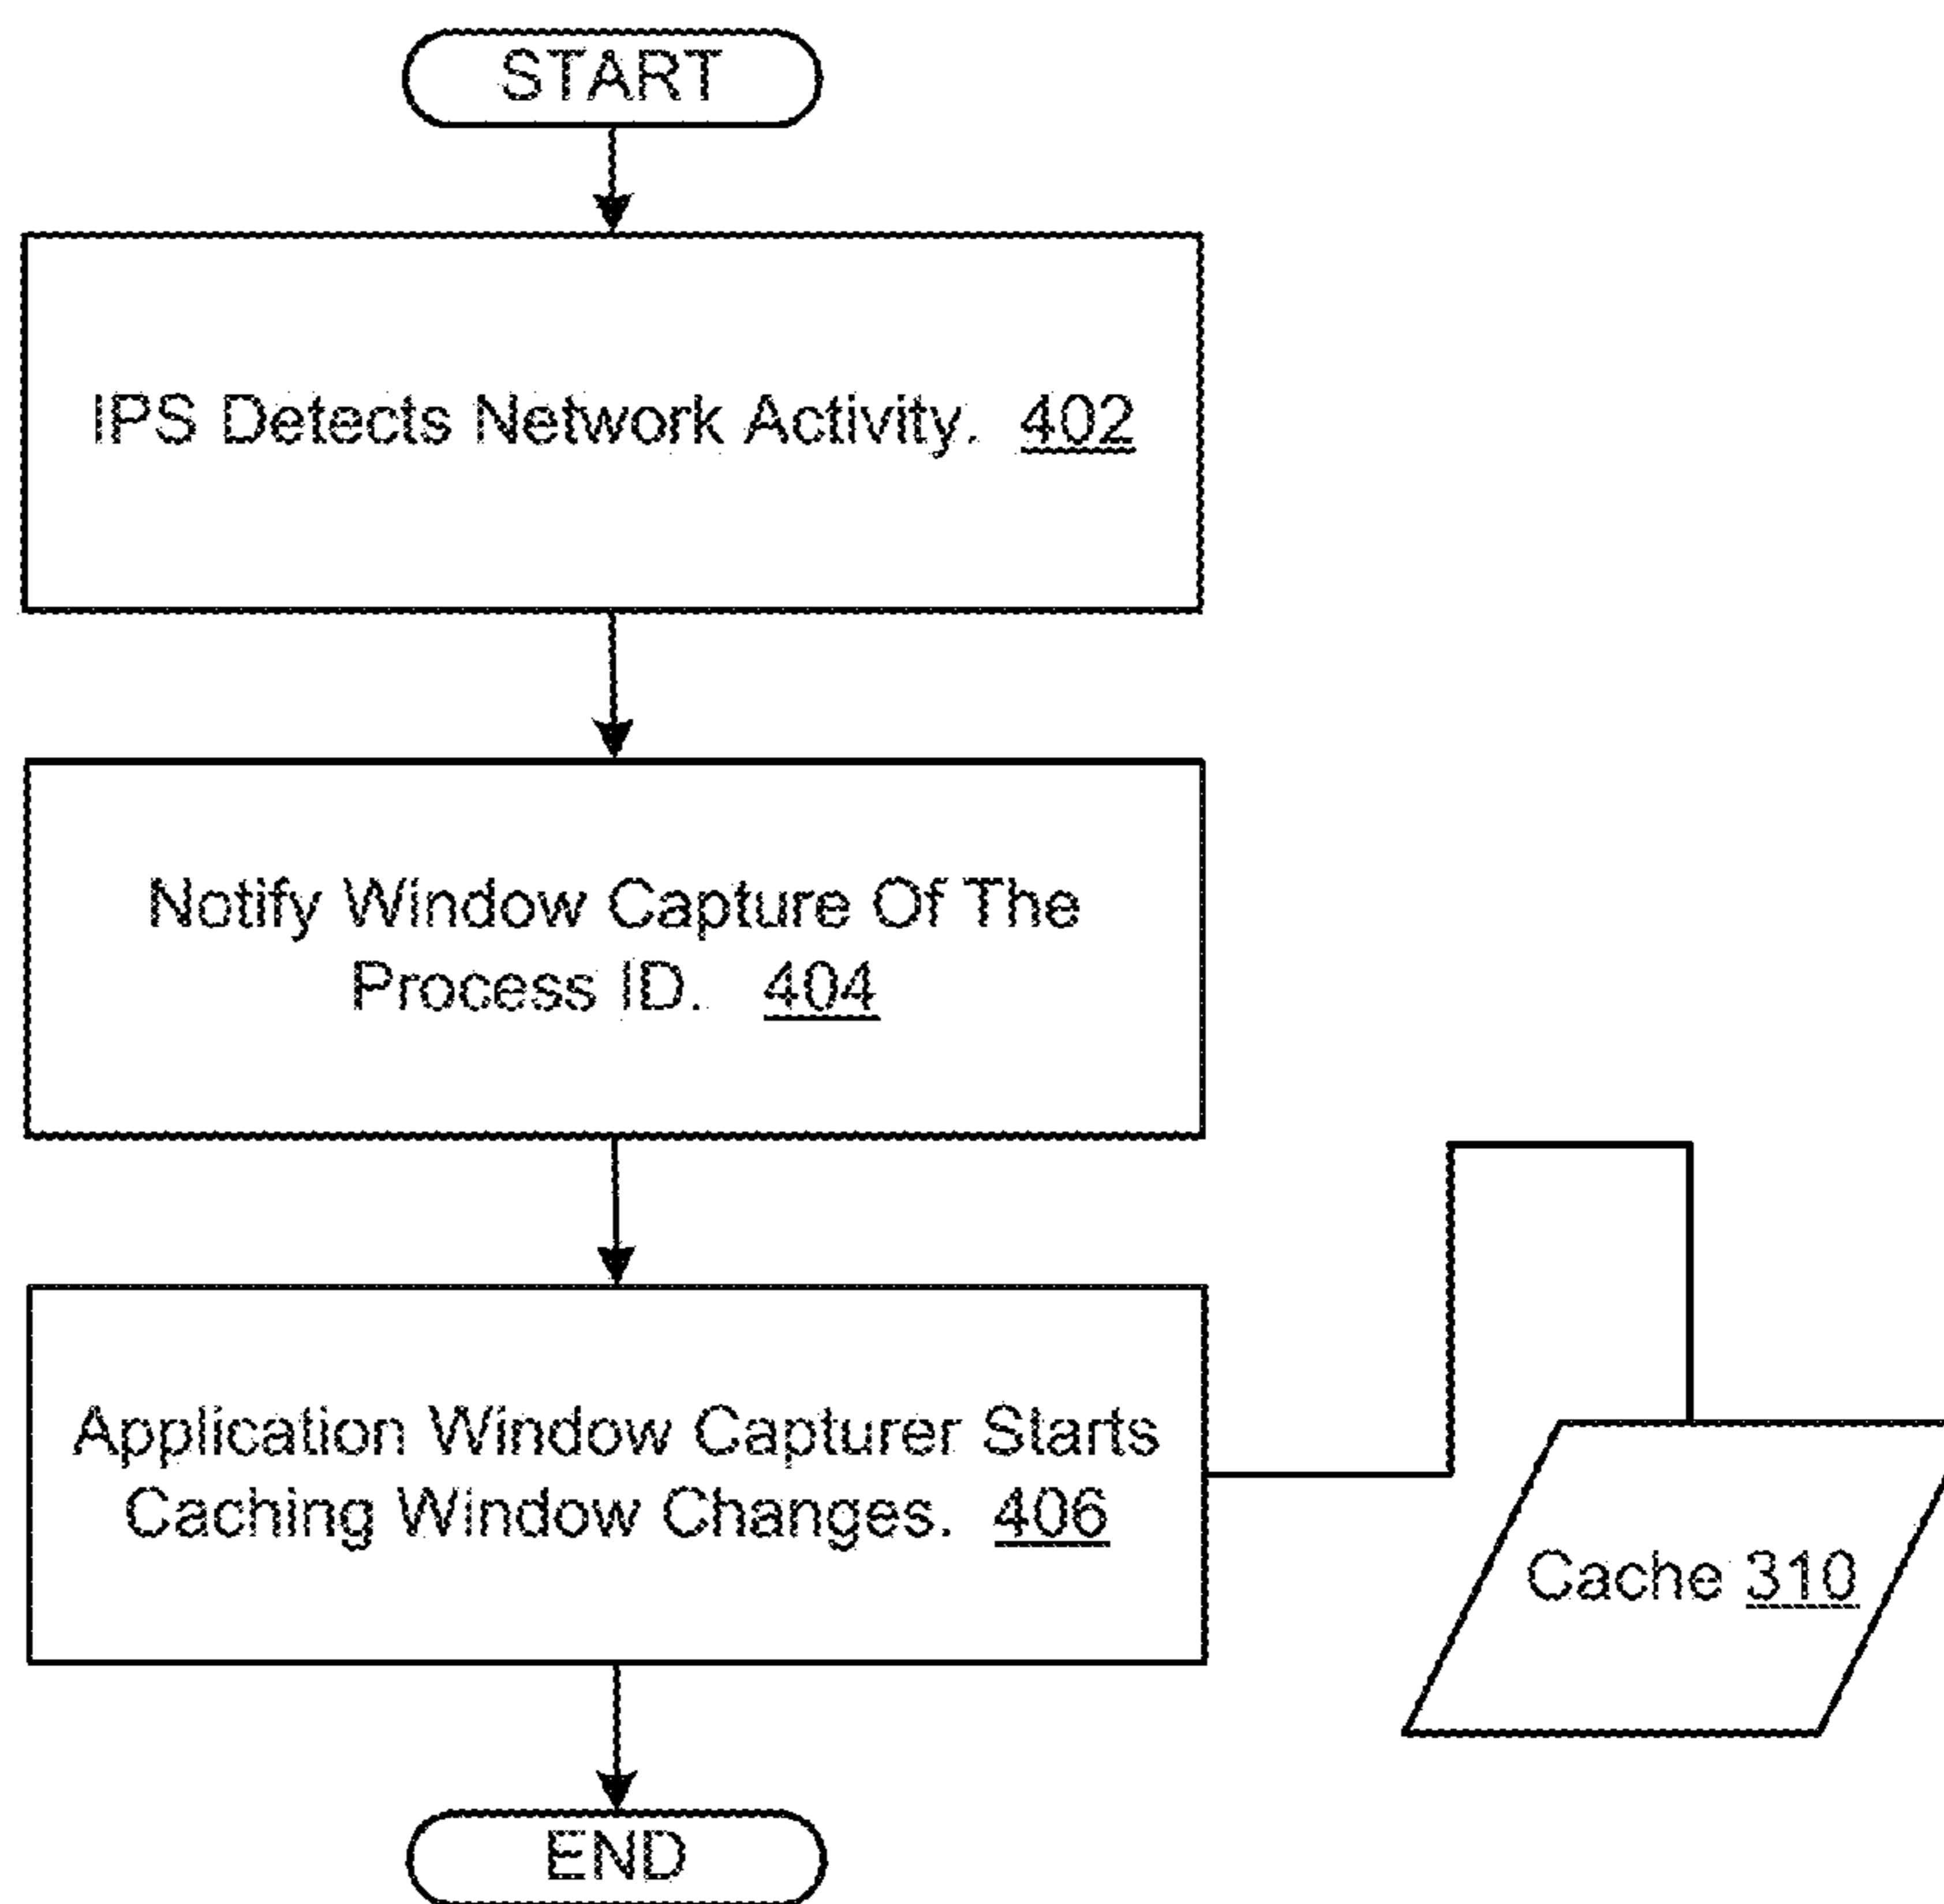 START
IPS Detects Network Activity. 402
Notify Window Capture Of The
Process ID. 404
Application Window Capturer Starts
Caching Window Changes. 406
Cache 310
END